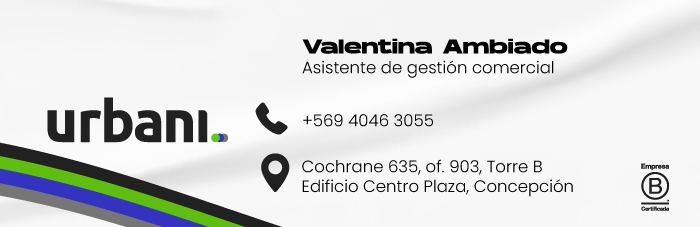 Valentina Ambiado
Asistente de gestión comercial
urbani.
+569 4046 3055
Cochrane 635, of. 903, Torre B
Edificio Centro Plaza, Concepción
Empresa
B
Certificada